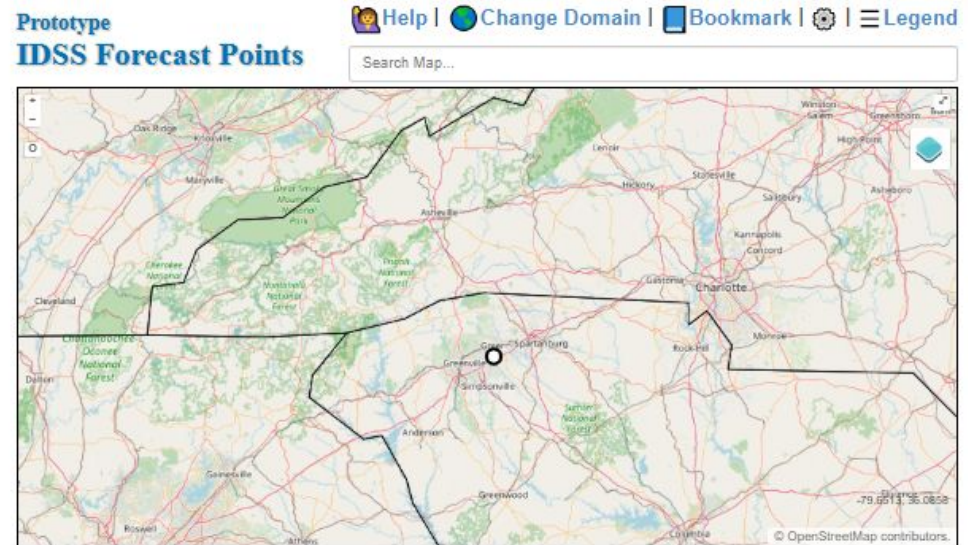 Prototype
IDSS Forecast Points
Help | Change Domain | Bookmark | | Legend
Search Map...
+
−
O
Oak Ridge
Knoxville
Maryville
Great Smoky
Mountains
National
Park
Asheville
Lenoir
Hickory
Statesville
Winston
Salem
Greensboro
High Point
Asheboro
Salisbury
Kannapolis
Concord
Gastonia
Charlotte
Monroe
Rock Hill
Cherokee
National
Forest
Cleveland
Nantahala
National
Forest
Pisgah
National
Forest
Chattahoochee-
Oconee
National
Forest
Dalton
Greer
Spartanburg
Greenville
Simpsonville
Anderson
Sumter
National
Forest
Gainesville
Greenwood
Roswell
Athens
Columbia
Florence
-79.6513, 36.0858
© OpenStreetMap contributors.